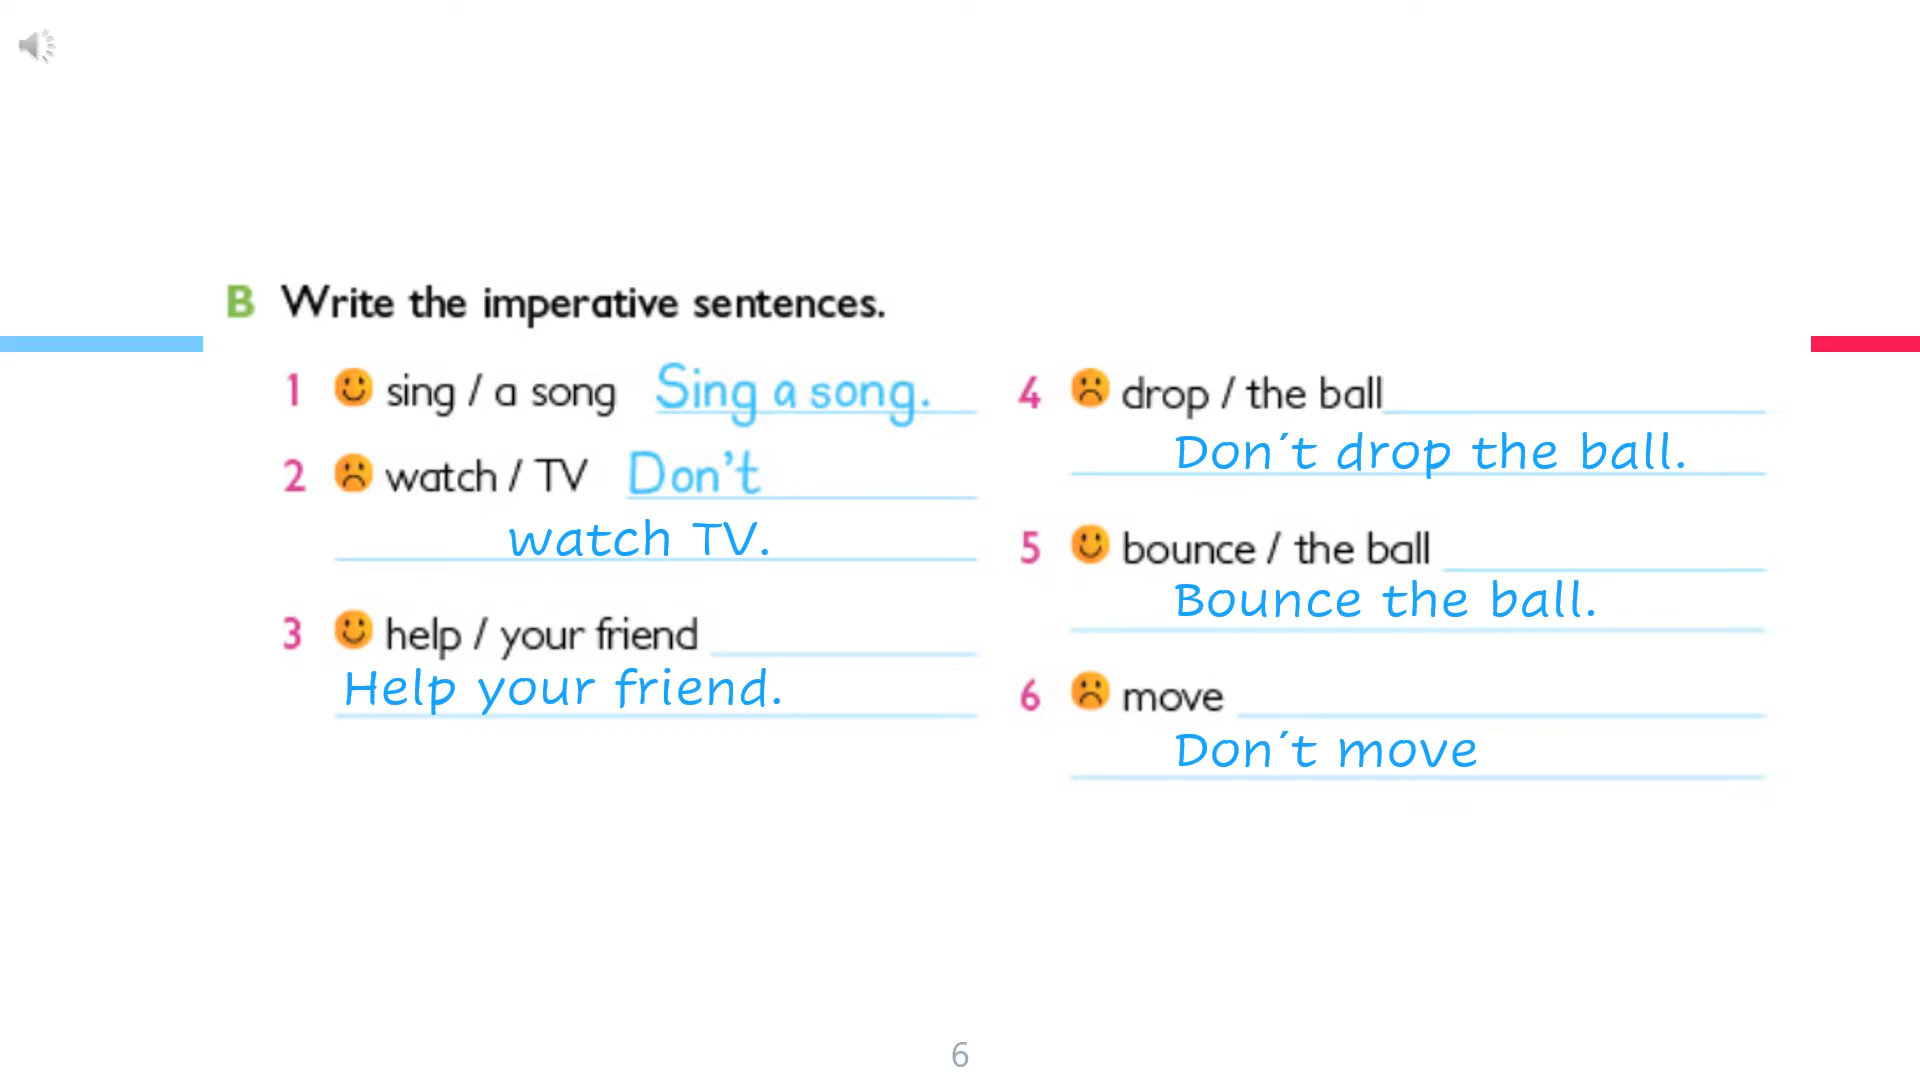 B Write the imperative sentences.
1 sing / a song Sing a song.
2 watch / TV Don't
watch TV.
3 help / your friend
Help your friend.
4 drop / the ball
Don´t drop the ball.
5 bounce / the ball
Bounce the ball.
6 move
Don´t move
6